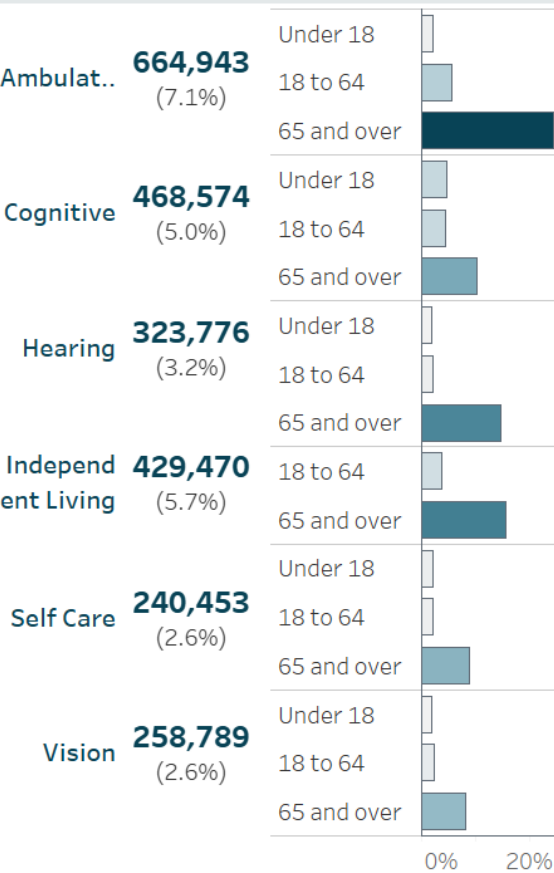 Ambulat..
664,943
(7.1%)
Under 18
18 to 64
65 and over
Cognitive
468,574
(5.0%)
Under 18
18 to 64
65 and over
Hearing
323,776
(3.2%)
Under 18
18 to 64
65 and over
Independ
ent Living
429,470
(5.7%)
18 to 64
65 and over
Self Care
240,453
(2.6%)
Under 18
18 to 64
65 and over
Vision
258,789
(2.6%)
Under 18
18 to 64
65 and over
0% 20%